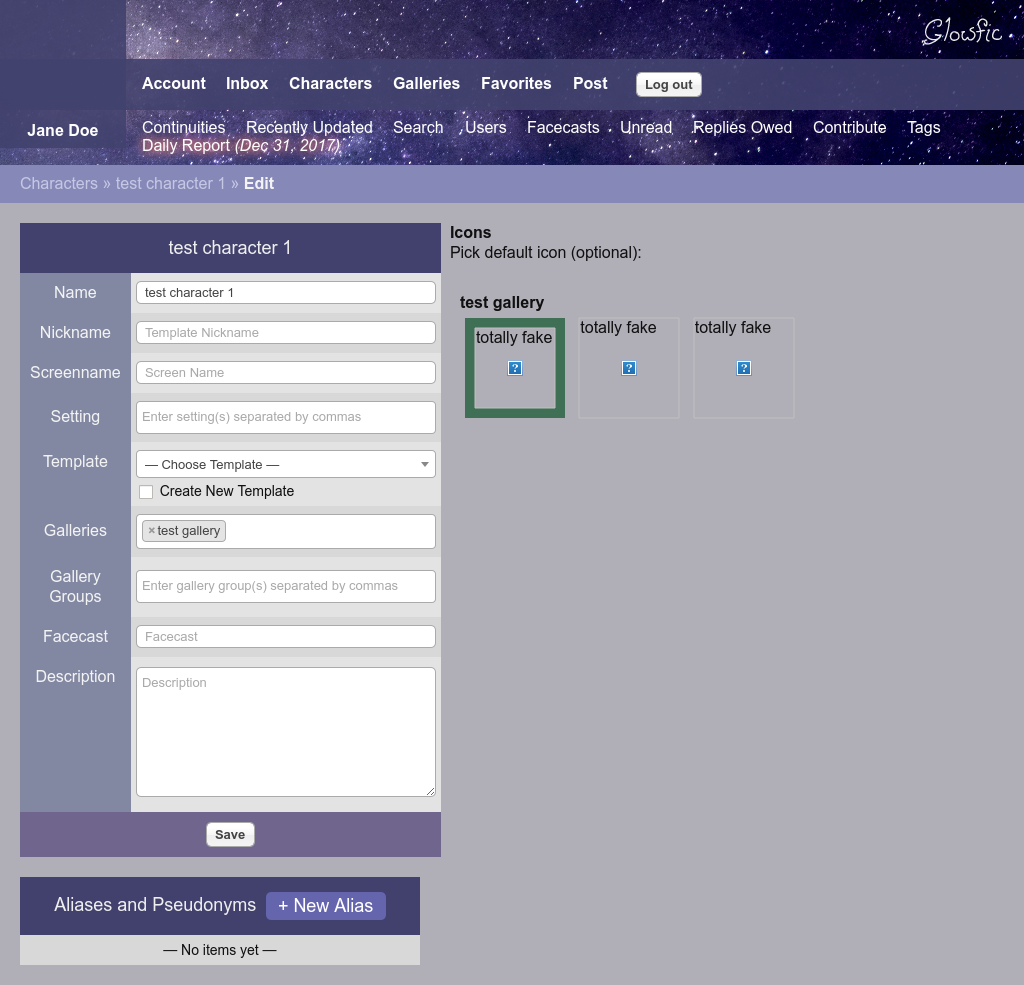 Glowfic
Account Inbox Characters Galleries Favorites Post Log out
Jane Doe
Continuities Recently Updated Search Users Facecasts Unread Replies Owed Contribute Tags
Daily Report (Dec 31, 2017)
Characters » test character 1 » Edit
test character 1
Name test character 1
Nickname Template Nickname
Screenname Screen Name
Setting Enter setting(s) separated by commas
Template — Choose Template —
Create New Template
Galleries × test gallery
Gallery Groups Enter gallery group(s) separated by commas
Facecast Facecast
Description Description
Save
Aliases and Pseudonyms + New Alias
— No items yet —
Icons
Pick default icon (optional):
test gallery
totally fake totally fake totally fake
? ? ?